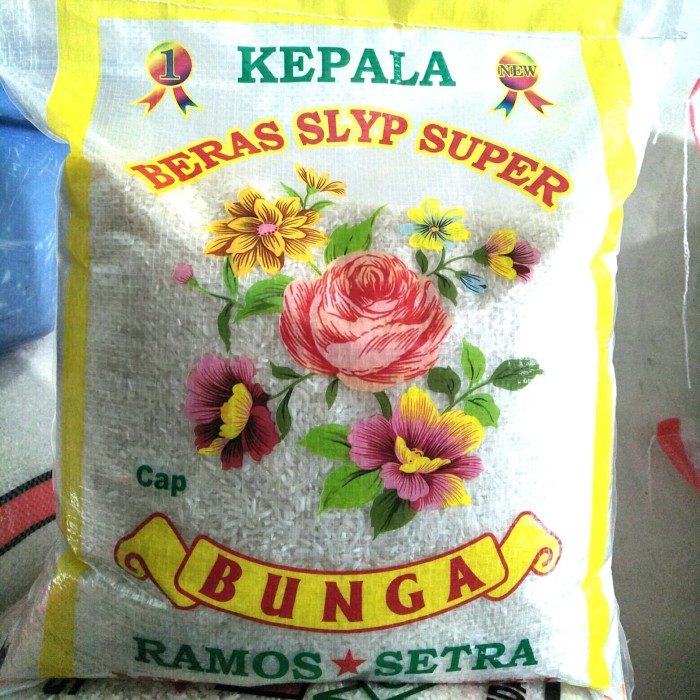 1 KEPALA NEW
BERAS SLYP SUPER
Cap
BUNGA
RAMOS ★ SETRA